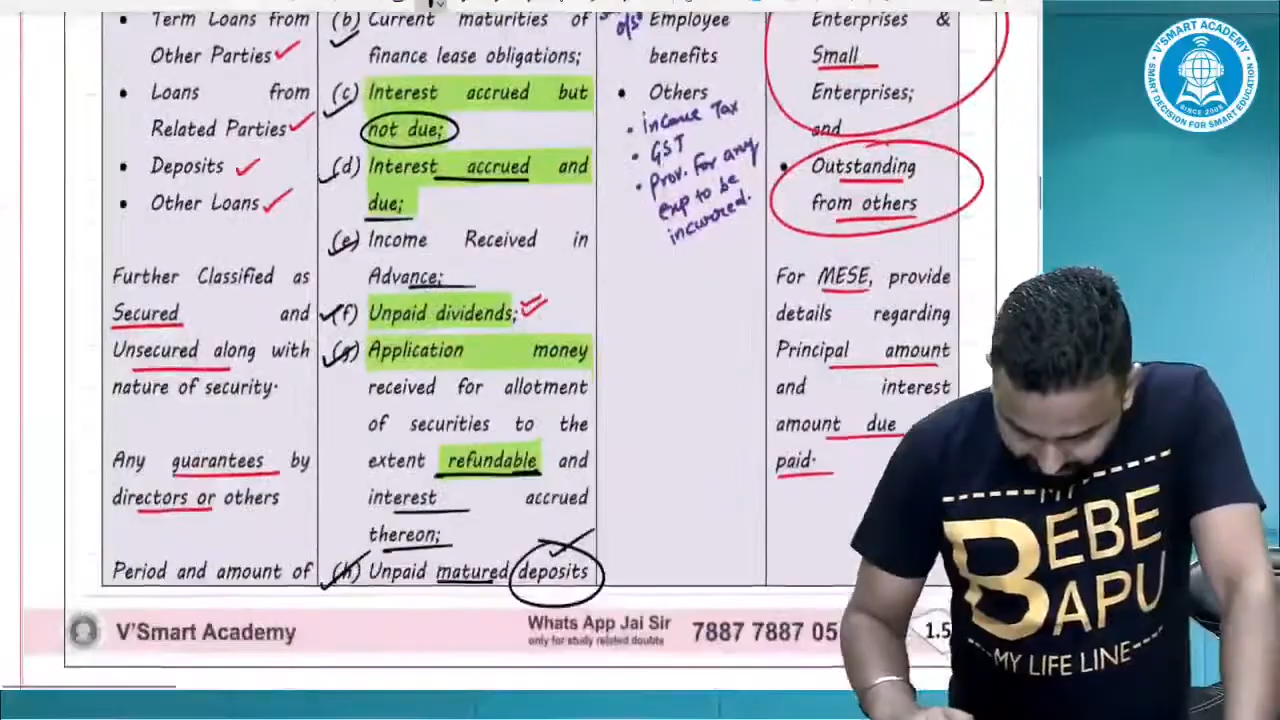 Term Loans from
Other Parties
Loans from
Related Parties
Deposits
Other Loans
Further Classified as
Secured and
Unsecured along with
nature of security.
Any guarantees by
directors or others
Period and amount of
(b) Current maturities of
finance lease obligations;
(c) Interest accrued but
not due;
(d) Interest accrued and
due;
(e) Income Received in
Advance;
(f) Unpaid dividends;
(g) Application money
received for allotment
of securities to the
extent refundable and
interest accrued
thereon;
(h) Unpaid matured deposits
o/s
Employee
benefits
Others
income Tax
GST
Prov. for any
exp to be
incurred.
Enterprises &
Small
Enterprises;
and
Outstanding
from others
For MESE, provide
details regarding
Principal amount
and interest
amount due
paid.
V'Smart Academy
Whats App Jai Sir
only for study related doubts
7887 7887 05
1.5
V'SMART ACADEMY
SMART DECISION FOR SMART EDUCATION
SINCE 2005
MY
BEBE
BAPU
MY LIFE LINE